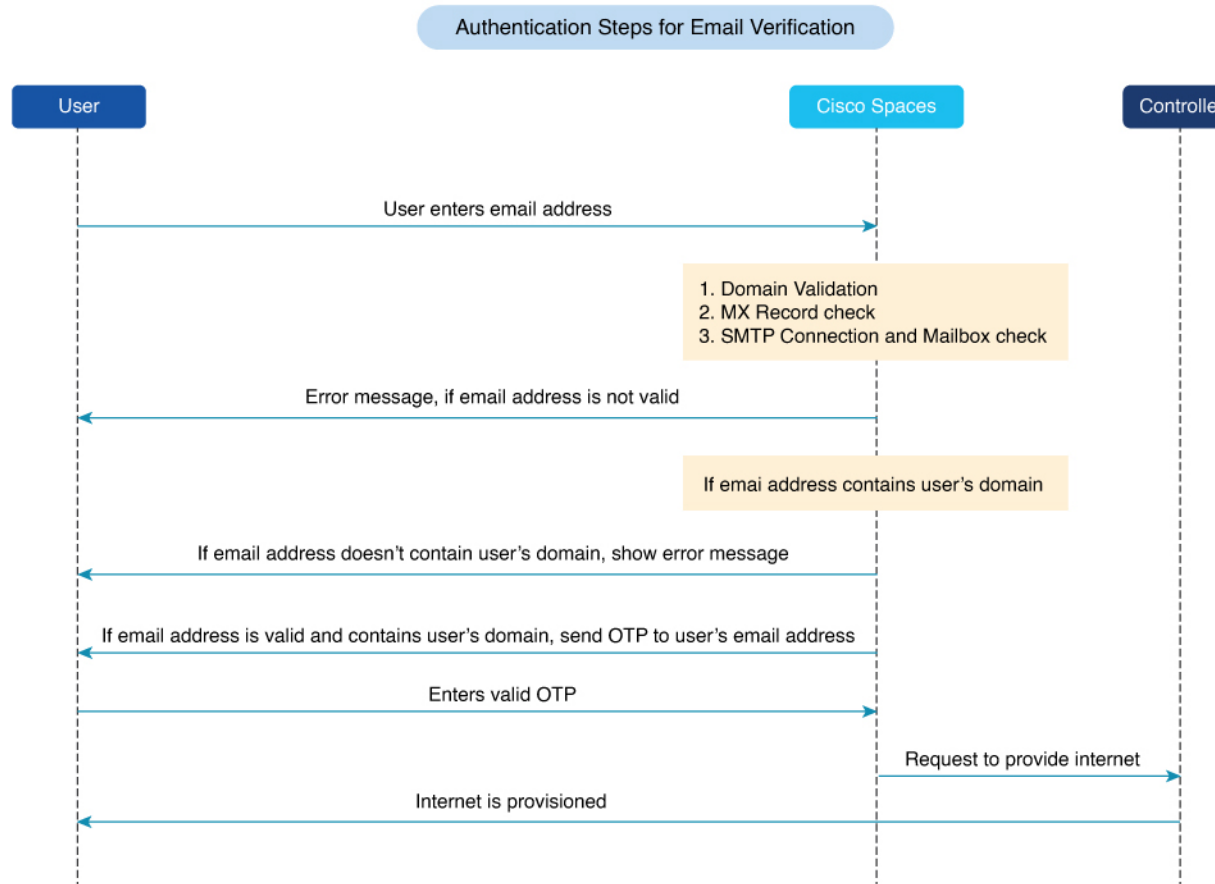 Authentication Steps for Email Verification
User
Cisco Spaces
Controlle
User enters email address
1. Domain Validation
2. MX Record check
3. SMTP Connection and Mailbox check
Error message, if email address is not valid
If emai address contains user's domain
If email address doesn't contain user's domain, show error message
If email address is valid and contains user's domain, send OTP to user's email address
Enters valid OTP
Request to provide internet
Internet is provisioned